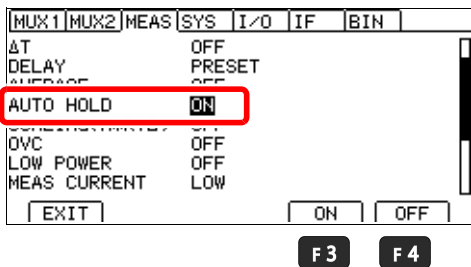 MUX1 MUX2 MEAS SYS I/O IF BIN
ΔT OFF
DELAY PRESET
AUTO HOLD ON
OVC OFF
LOW POWER OFF
MEAS CURRENT LOW
EXIT ON OFF
F3 F4